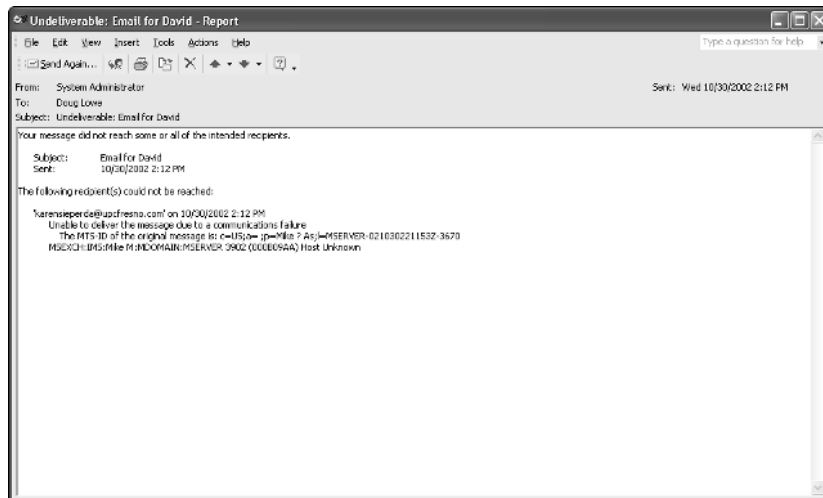 Undeliverable: Email for David - Report
File Edit View Insert Tools Actions Help
Type a question for help
Send Again...
From: System Administrator
Sent: Wed 10/30/2002 2:12 PM
To: Doug Lowe
Subject: Undeliverable: Email for David
Your message did not reach some or all of the intended recipients.
Subject: Email for David
Sent: 10/30/2002 2:12 PM
The following recipient(s) could not be reached:
'karensieperda@upcfresno.com' on 10/30/2002 2:12 PM
Unable to deliver the message due to a communications failure
The MTS-ID of the original message is: c=US;a= ;p=Mike ? As;l=MSERVER-021030221153Z-3670
MSEXCH:IMS:Mike M:MDOMAIN:MSERVER 3902 (000B09AA) Host Unknown